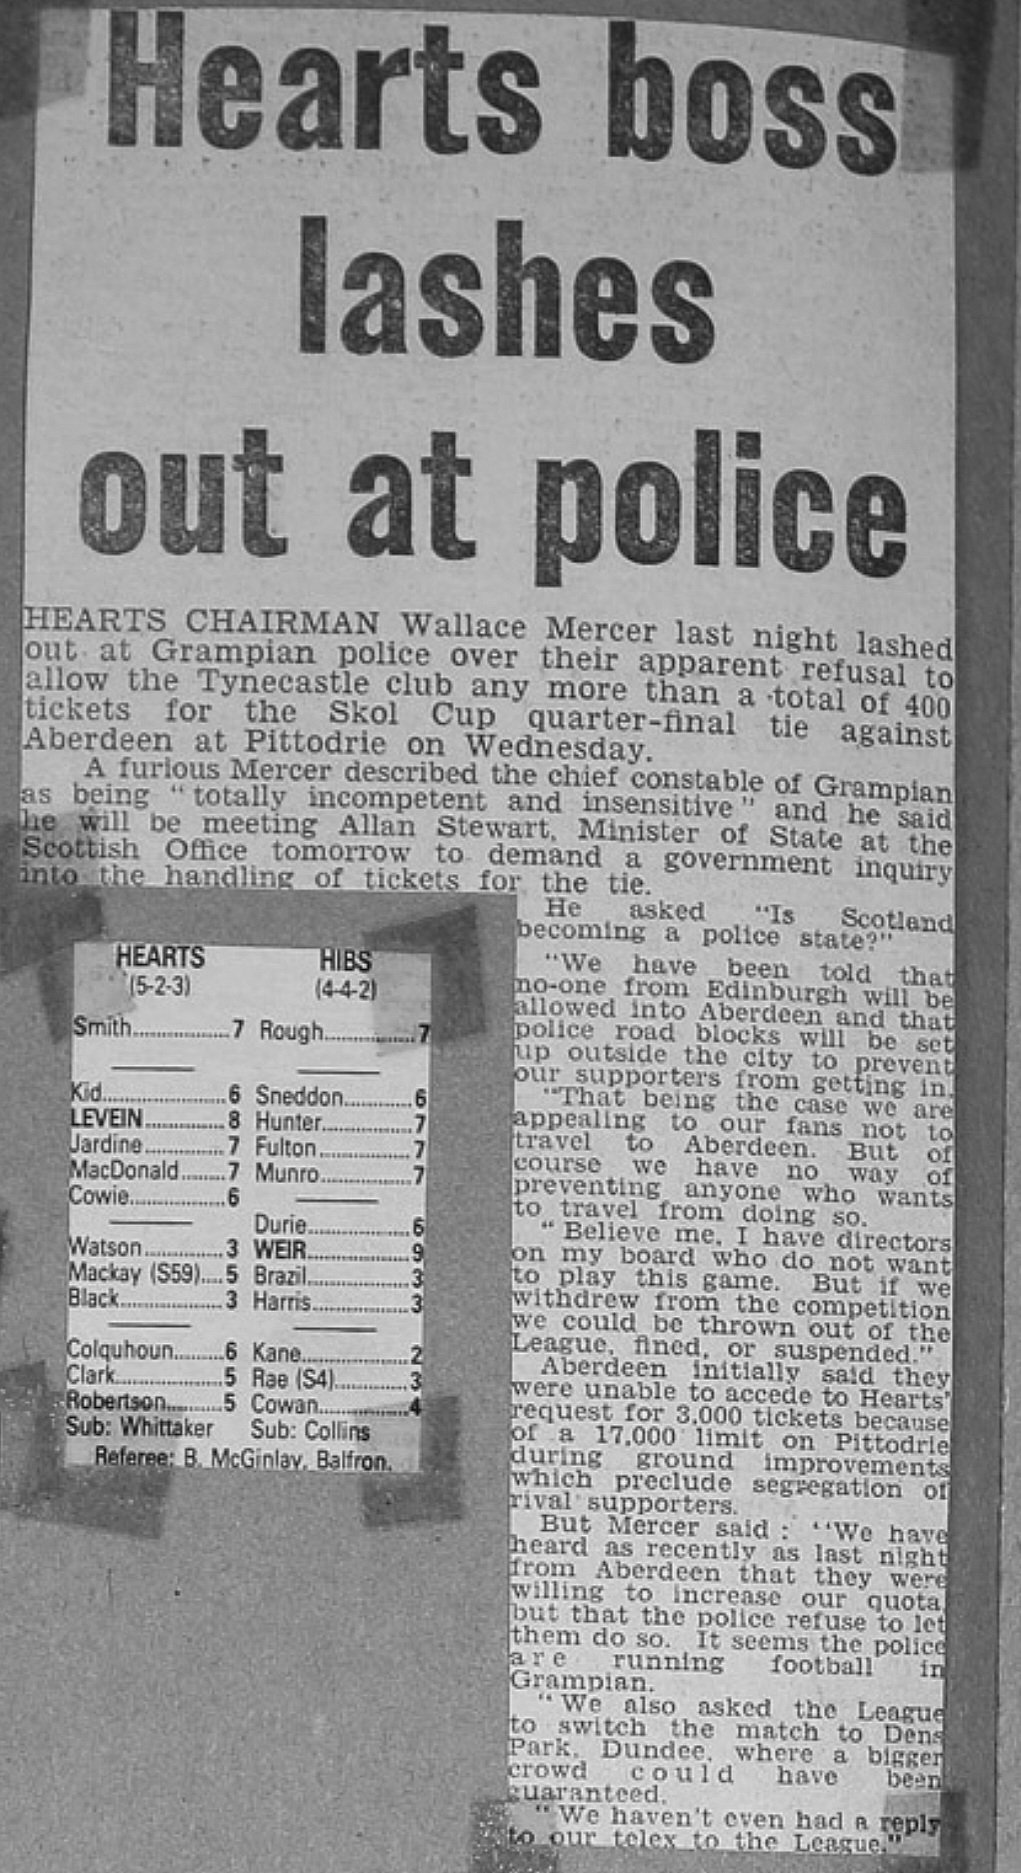 Hearts boss
lashes
out at police
HEARTS CHAIRMAN Wallace Mercer last night lashed
out at Grampian police over their apparent refusal to
allow the Tynecastle club any more than a total of 400
tickets for the Skol Cup quarter-final tie against
Aberdeen at Pittodrie on Wednesday.
A furious Mercer described the chief constable of Grampian
as being "totally incompetent and insensitive" and he said
he will be meeting Allan Stewart, Minister of State at the
Scottish Office tomorrow to demand a government inquiry
into the handling of tickets for the tie.
He asked "Is Scotland
becoming a police state?"
"We have been told that
no-one from Edinburgh will be
allowed into Aberdeen and that
police road blocks will be set
up outside the city to prevent
our supporters from getting in.
"That being the case we are
appealing to our fans not to
travel to Aberdeen. But of
course we have no way of
preventing anyone who wants
to travel from doing so.
"Believe me, I have directors
on my board who do not want
to play this game. But if we
withdrew from the competition
we could be thrown out of the
League, fined, or suspended."
Aberdeen initially said they
were unable to accede to Hearts'
request for 3,000 tickets because
of a 17,000 limit on Pittodrie
during ground improvements
which preclude segregation of
rival supporters.
But Mercer said: "We have
heard as recently as last night
from Aberdeen that they were
willing to increase our quota,
but that the police refuse to let
them do so. It seems the police
are running football in
Grampian.
"We also asked the League
to switch the match to Dens
Park, Dundee, where a bigger
crowd could have been
guaranteed.
"We haven't even had a reply
to our telex to the League."
HEARTS HIBS
(5-2-3) (4-4-2)
Smith..............7 Rough..................7
Kid...................6 Sneddon............6
LEVEIN...............8 Hunter................7
Jardine...............7 Fulton..................7
MacDonald........7 Munro..................7
Cowie................6
Durie...................6
Watson..............3 WEIR...................9
Mackay (S59)....5 Brazil...................3
Black...................3 Harris...................3
Colquhoun.........6 Kane....................2
Clark...................5 Rae (S4)..............3
Robertson..........5 Cowan.................4
Sub: Whittaker Sub: Collins
Referee: B. McGinlay, Balfron.